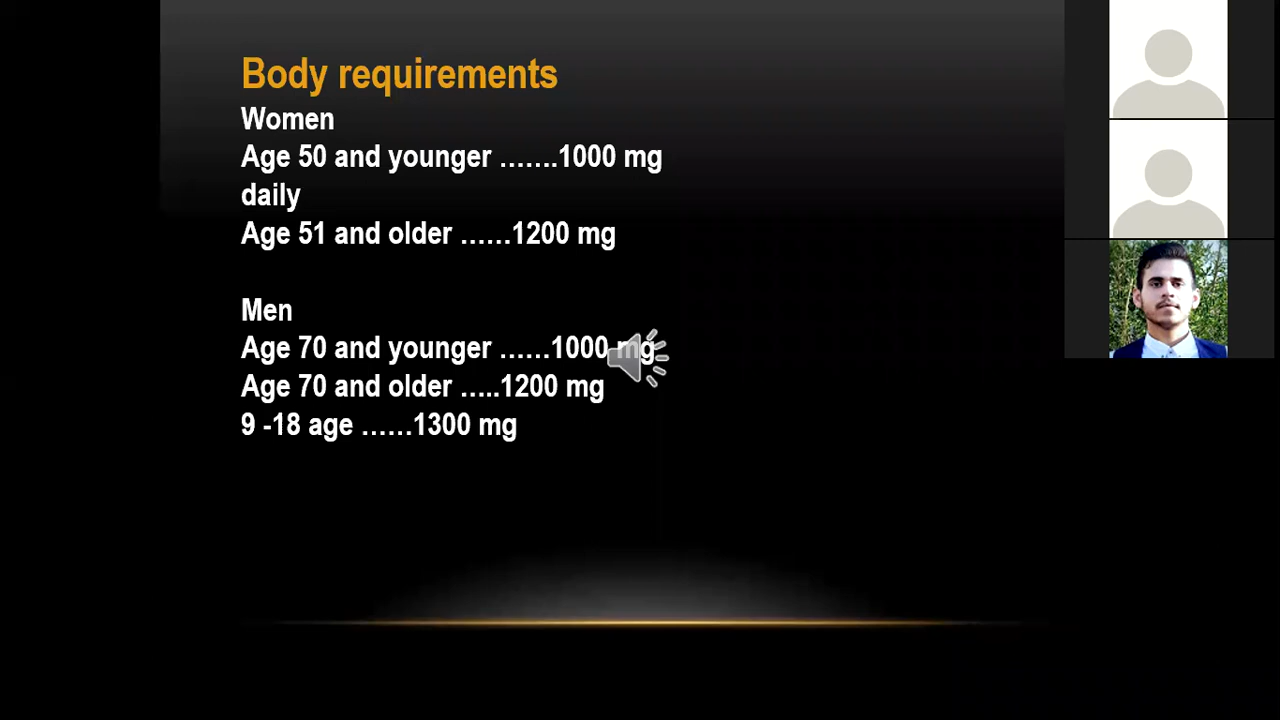 Body requirements
Women
Age 50 and younger …….1000 mg
daily
Age 51 and older ……1200 mg
Men
Age 70 and younger ……1000 mg
Age 70 and older …..1200 mg
9 -18 age ……1300 mg